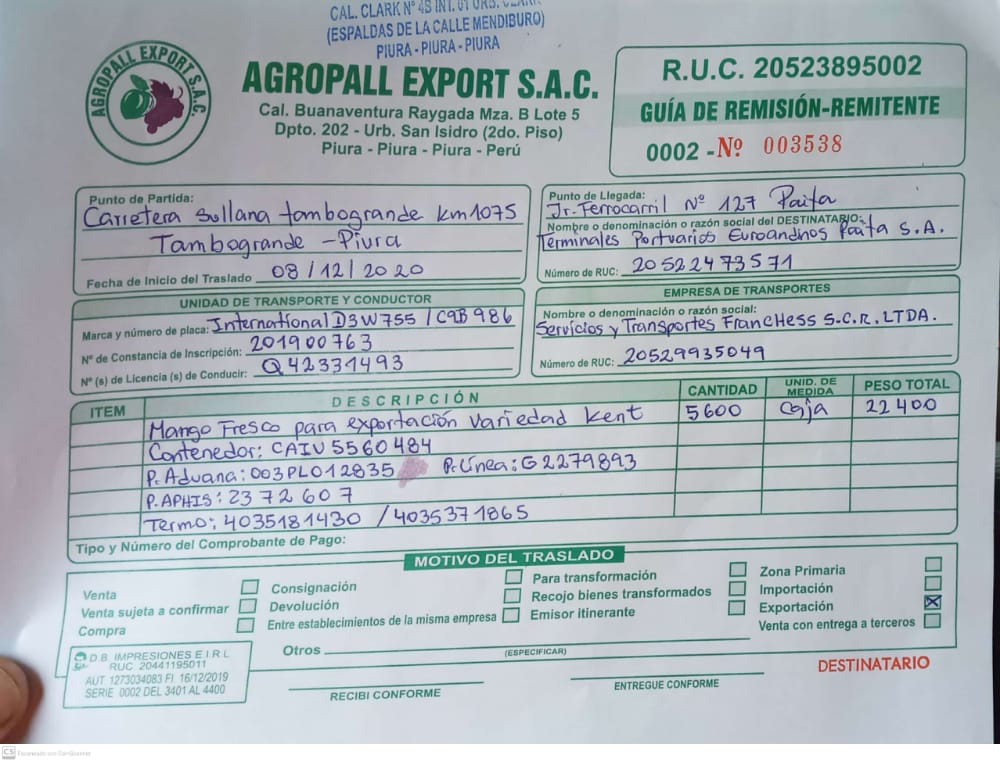 CAL. CLARK N° 4S INT. 01 URB. CLARK
(ESPALDAS DE LA CALLE MENDIBURO)
PIURA - PIURA - PIURA
AGROPALL EXPORT S.A.C.
AGROPALL EXPORT S.A.C.
Cal. Buenaventura Raygada Mza. B Lote 5
Dpto. 202 - Urb. San Isidro (2do. Piso)
Piura - Piura - Piura - Perú
R.U.C. 20523895002
GUÍA DE REMISIÓN-REMITENTE
0002 - Nº 003538
Punto de Partida:
Carretera Sullana tambogrande Km 1075
Tambogrande - Piura
Fecha de Inicio del Traslado 08/12/2020
Punto de Llegada:
Jr. Ferrocarril Nº 127 Paita
Nombre o denominación o razón social del DESTINATARIO:
Terminales Portuarios Euroandinos Paita S.A.
Número de RUC: 20522473571
UNIDAD DE TRANSPORTE Y CONDUCTOR
Marca y número de placa: International D3W755 / C9B986
Nº de Constancia de Inscripción: 201900763
Nº (s) de Licencia (s) de Conducir: Q42331493
EMPRESA DE TRANSPORTES
Nombre o denominación o razón social:
Servicios y Transportes FrancHess S.C.R.LTDA.
Número de RUC: 20529935049
ITEM DESCRIPCIÓN CANTIDAD UNID. DE MEDIDA PESO TOTAL
Mango Fresco para exportación Variedad Kent 5600 Caja 22400
Contenedor: CAIU 5560484
P. Aduana: 003PL012835 P. Línea: G2279893
P. APHIS: 2372607
Termo: 4035181430 / 4035371865
Tipo y Número del Comprobante de Pago:
MOTIVO DEL TRASLADO
Venta
Venta sujeta a confirmar
Compra
Consignación
Devolución
Entre establecimientos de la misma empresa
Para transformación
Recojo bienes transformados
Emisor itinerante
Zona Primaria
Importación
Exportación X
Venta con entrega a terceros
Otros
(ESPECIFICAR)
D.B. IMPRESIONES E.I.R.L
RUC 20441195011
AUT 1273034083 FI. 16/12/2019
SERIE 0002 DEL 3401 AL 4400
RECIBI CONFORME
ENTREGUE CONFORME
DESTINATARIO
CS Escaneado con CamScanner